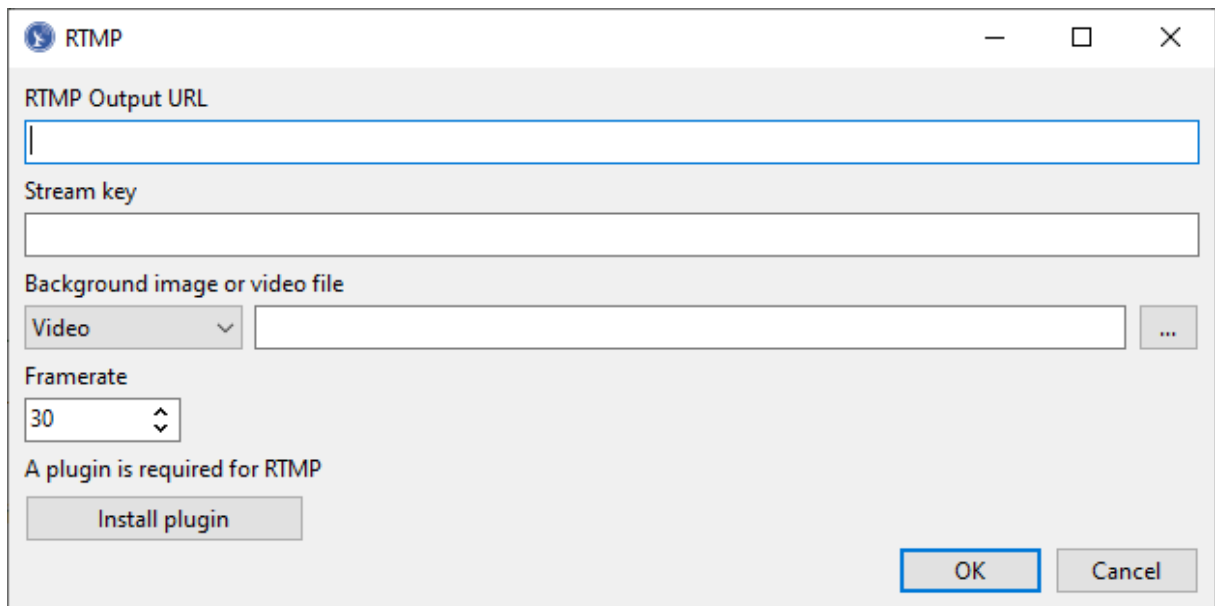 RTMP
RTMP Output URL
Stream key
Background image or video file
Video ...
Framerate
30
A plugin is required for RTMP
Install plugin
OK Cancel